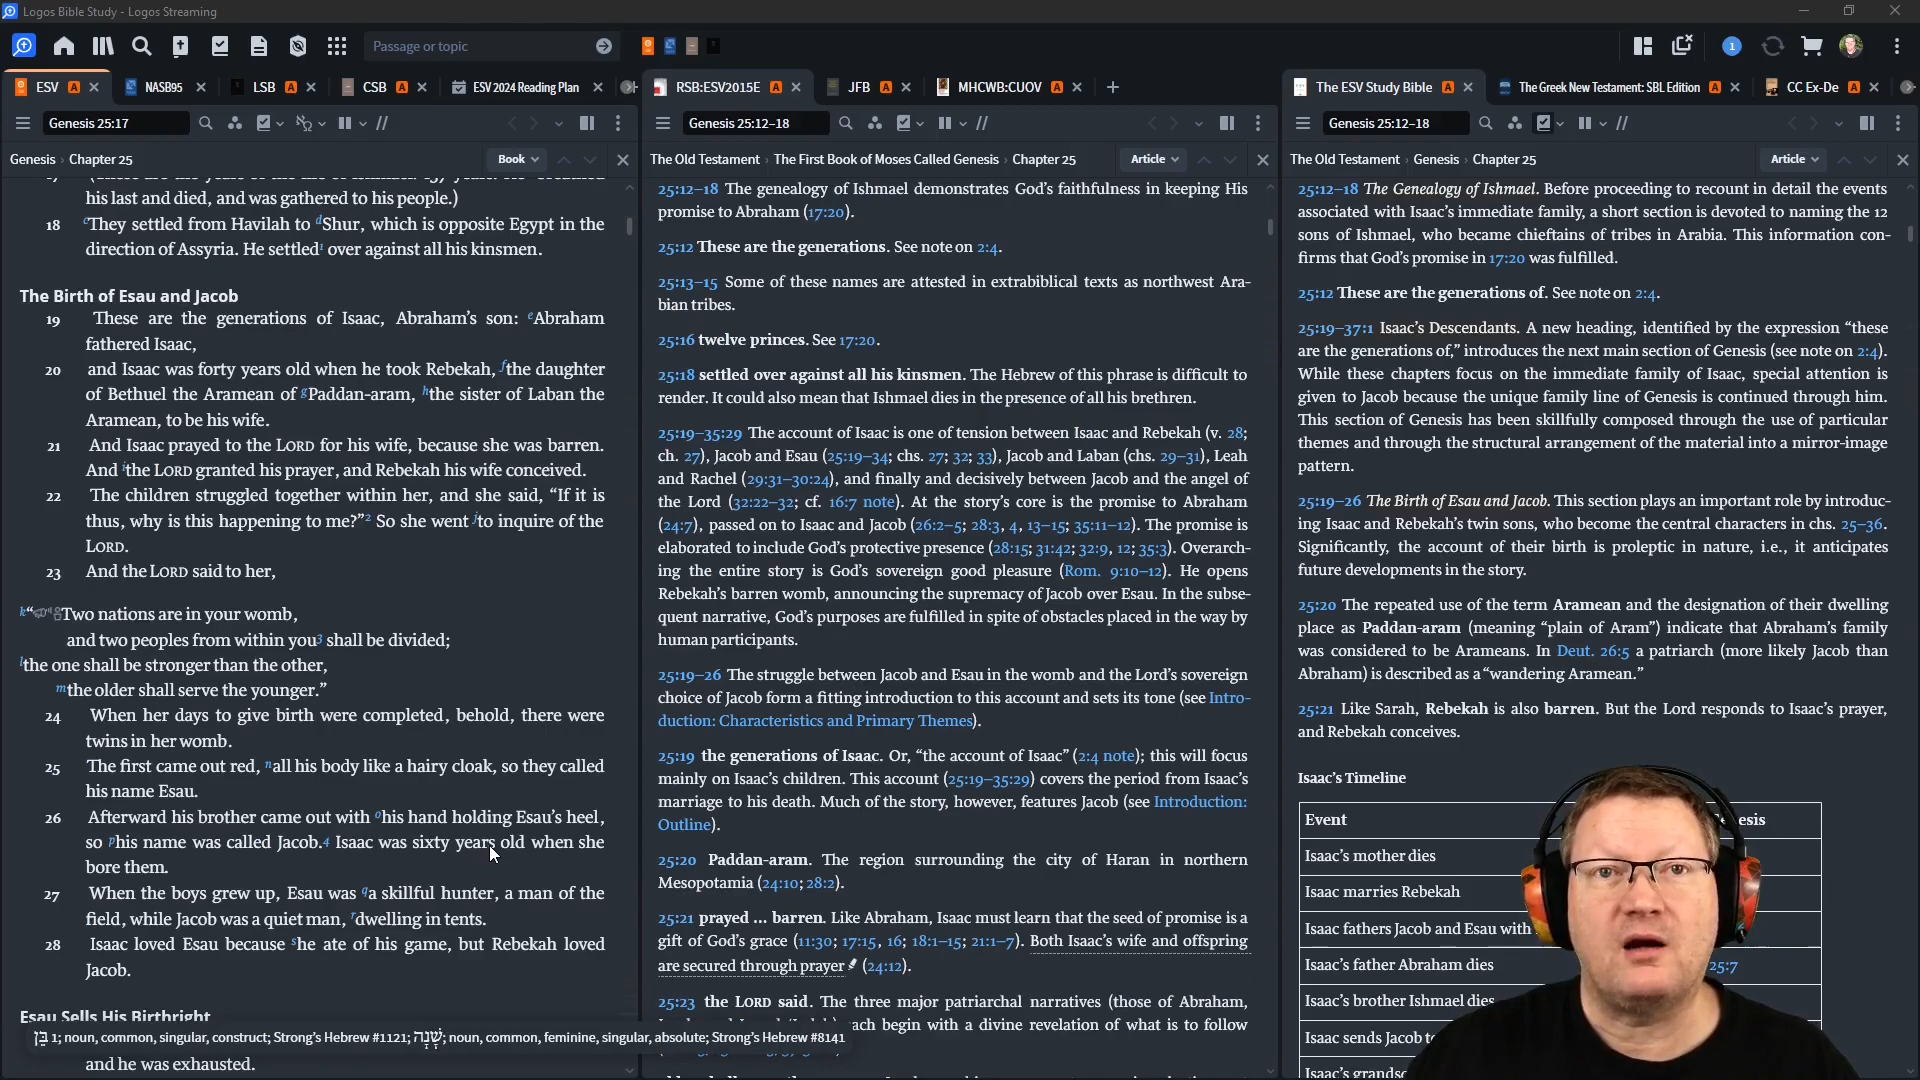 Logos Bible Study - Logos Streaming
Passage or topic
1
ESV A
NASB95
LSB A
CSB A
ESV 2024 Reading Plan
Genesis 25:17
Genesis › Chapter 25
Book
his last and died, and was gathered to his people.)
18 cThey settled from Havilah to dShur, which is opposite Egypt in the
direction of Assyria. He settled1 over against all his kinsmen.
The Birth of Esau and Jacob
19 These are the generations of Isaac, Abraham’s son: eAbraham
fathered Isaac,
20 and Isaac was forty years old when he took Rebekah, fthe daughter
of Bethuel the Aramean of gPaddan-aram, hthe sister of Laban the
Aramean, to be his wife.
21 And Isaac prayed to the LORD for his wife, because she was barren.
And ithe LORD granted his prayer, and Rebekah his wife conceived.
22 The children struggled together within her, and she said, “If it is
thus, why is this happening to me?”2 So she went jto inquire of the
LORD.
23 And the LORD said to her,
k“Two nations are in your womb,
and two peoples from within you3 shall be divided;
lthe one shall be stronger than the other,
mthe older shall serve the younger.”
24 When her days to give birth were completed, behold, there were
twins in her womb.
25 The first came out red, nall his body like a hairy cloak, so they called
his name Esau.
26 Afterward his brother came out with ohis hand holding Esau’s heel,
so phis name was called Jacob.4 Isaac was sixty years old when she
bore them.
27 When the boys grew up, Esau was qa skillful hunter, a man of the
field, while Jacob was a quiet man, rdwelling in tents.
28 Isaac loved Esau because she ate of his game, but Rebekah loved
Jacob.
Esau Sells His Birthright
בֵּן 1; noun, common, singular, construct; Strong’s Hebrew #1121; שָׁנָה; noun, common, feminine, singular, absolute; Strong’s Hebrew #8141
and he was exhausted.
RSB:ESV2015E A
JFB A
MHCWB:CUOV A
Genesis 25:12–18
The Old Testament › The First Book of Moses Called Genesis › Chapter 25
Article
25:12–18 The genealogy of Ishmael demonstrates God’s faithfulness in keeping His
promise to Abraham (17:20).
25:12 These are the generations. See note on 2:4.
25:13–15 Some of these names are attested in extrabiblical texts as northwest Ara-
bian tribes.
25:16 twelve princes. See 17:20.
25:18 settled over against all his kinsmen. The Hebrew of this phrase is difficult to
render. It could also mean that Ishmael dies in the presence of all his brethren.
25:19–35:29 The account of Isaac is one of tension between Isaac and Rebekah (v. 28;
ch. 27), Jacob and Esau (25:19–34; chs. 27; 32; 33), Jacob and Laban (chs. 29–31), Leah
and Rachel (29:31–30:24), and finally and decisively between Jacob and the angel of
the Lord (32:22–32; cf. 16:7 note). At the story’s core is the promise to Abraham
(24:7), passed on to Isaac and Jacob (26:2–5; 28:3, 4, 13–15; 35:11–12). The promise is
elaborated to include God’s protective presence (28:15; 31:42; 32:9, 12; 35:3). Overarch-
ing the entire story is God’s sovereign good pleasure (Rom. 9:10–12). He opens
Rebekah’s barren womb, announcing the supremacy of Jacob over Esau. In the subse-
quent narrative, God’s purposes are fulfilled in spite of obstacles placed in the way by
human participants.
25:19–26 The struggle between Jacob and Esau in the womb and the Lord’s sovereign
choice of Jacob form a fitting introduction to this account and sets its tone (see Intro-
duction: Characteristics and Primary Themes).
25:19 the generations of Isaac. Or, “the account of Isaac” (2:4 note); this will focus
mainly on Isaac’s children. This account (25:19–35:29) covers the period from Isaac’s
marriage to his death. Much of the story, however, features Jacob (see Introduction:
Outline).
25:20 Paddan-aram. The region surrounding the city of Haran in northern
Mesopotamia (24:10; 28:2).
25:21 prayed … barren. Like Abraham, Isaac must learn that the seed of promise is a
gift of God’s grace (11:30; 17:15, 16; 18:1–15; 21:1–7). Both Isaac’s wife and offspring
are secured through prayer (24:12).
25:23 the LORD said. The three major patriarchal narratives (those of Abraham,
each begin with a divine revelation of what is to follow
The ESV Study Bible A
The Greek New Testament: SBL Edition A
CC Ex-De A
Genesis 25:12–18
The Old Testament › Genesis › Chapter 25
Article
25:12–18 The Genealogy of Ishmael. Before proceeding to recount in detail the events
associated with Isaac’s immediate family, a short section is devoted to naming the 12
sons of Ishmael, who became chieftains of tribes in Arabia. This information con-
firms that God’s promise in 17:20 was fulfilled.
25:12 These are the generations of. See note on 2:4.
25:19–37:1 Isaac’s Descendants. A new heading, identified by the expression “these
are the generations of,” introduces the next main section of Genesis (see note on 2:4).
While these chapters focus on the immediate family of Isaac, special attention is
given to Jacob because the unique family line of Genesis is continued through him.
This section of Genesis has been skillfully composed through the use of particular
themes and through the structural arrangement of the material into a mirror-image
pattern.
25:19–26 The Birth of Esau and Jacob. This section plays an important role by introduc-
ing Isaac and Rebekah’s twin sons, who become the central characters in chs. 25–36.
Significantly, the account of their birth is proleptic in nature, i.e., it anticipates
future developments in the story.
25:20 The repeated use of the term Aramean and the designation of their dwelling
place as Paddan-aram (meaning “plain of Aram”) indicate that Abraham’s family
was considered to be Arameans. In Deut. 26:5 a patriarch (more likely Jacob than
Abraham) is described as a “wandering Aramean.”
25:21 Like Sarah, Rebekah is also barren. But the Lord responds to Isaac’s prayer,
and Rebekah conceives.
Isaac’s Timeline
Event
Isaac’s mother dies
Isaac marries Rebekah
Isaac fathers Jacob and Esau with
Isaac’s father Abraham dies 25:7
Isaac’s brother Ishmael dies
Isaac sends Jacob to
Isaac’s